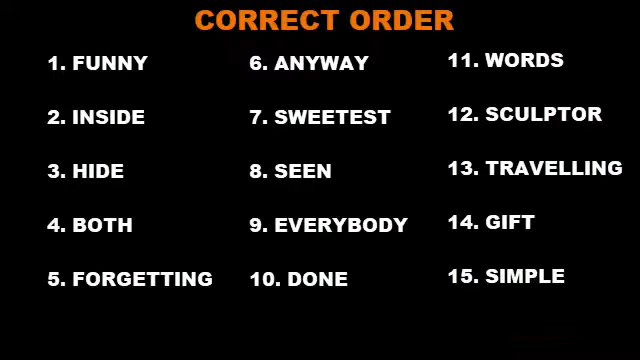 CORRECT ORDER
1. FUNNY
2. INSIDE
3. HIDE
4. BOTH
5. FORGETTING
6. ANYWAY
7. SWEETEST
8. SEEN
9. EVERYBODY
10. DONE
11. WORDS
12. SCULPTOR
13. TRAVELLING
14. GIFT
15. SIMPLE